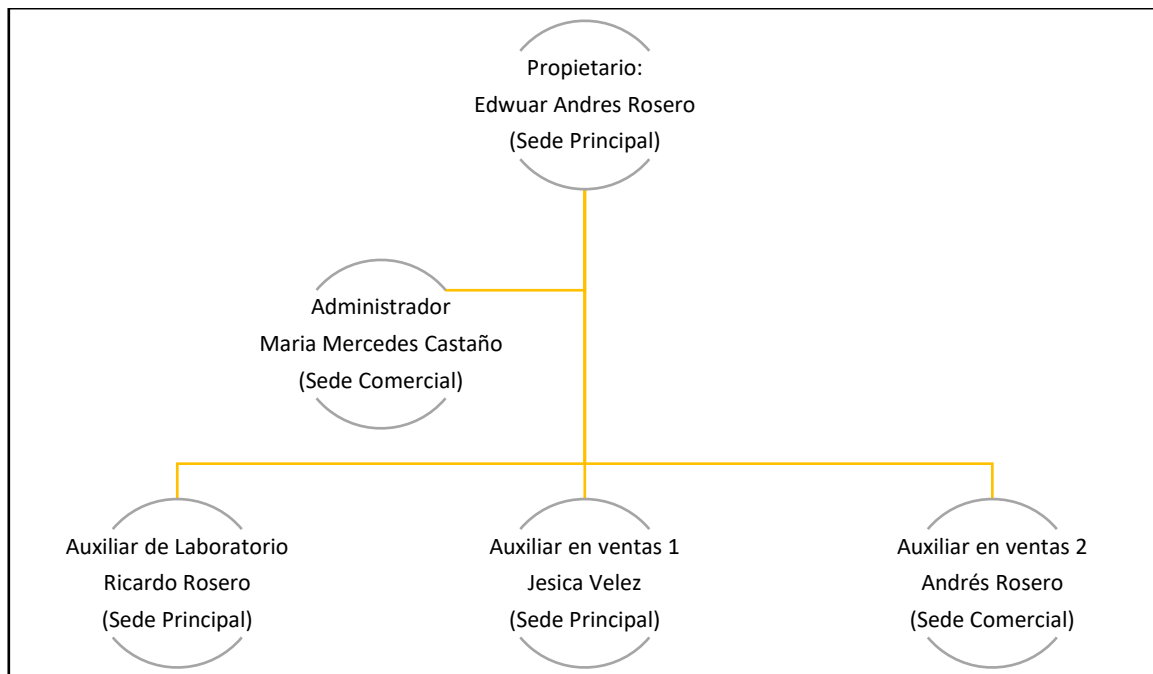 Propietario:
Edwuar Andres Rosero
(Sede Principal)
Administrador
Maria Mercedes Castaño
(Sede Comercial)
Auxiliar de Laboratorio
Ricardo Rosero
(Sede Principal)
Auxiliar en ventas 1
Jesica Velez
(Sede Principal)
Auxiliar en ventas 2
Andrés Rosero
(Sede Comercial)